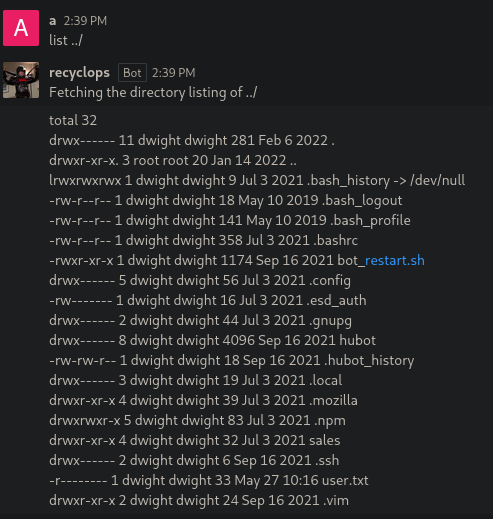 A
a 2:39 PM
list ../
recyclops Bot 2:39 PM
Fetching the directory listing of ../
total 32
drwx------ 11 dwight dwight 281 Feb 6 2022 .
drwxr-xr-x. 3 root root 20 Jan 14 2022 ..
lrwxrwxrwx 1 dwight dwight 9 Jul 3 2021 .bash_history -> /dev/null
-rw-r--r-- 1 dwight dwight 18 May 10 2019 .bash_logout
-rw-r--r-- 1 dwight dwight 141 May 10 2019 .bash_profile
-rw-r--r-- 1 dwight dwight 358 Jul 3 2021 .bashrc
-rwxr-xr-x 1 dwight dwight 1174 Sep 16 2021 bot_restart.sh
drwx------ 5 dwight dwight 56 Jul 3 2021 .config
-rw------- 1 dwight dwight 16 Jul 3 2021 .esd_auth
drwx------ 2 dwight dwight 44 Jul 3 2021 .gnupg
drwx------ 8 dwight dwight 4096 Sep 16 2021 hubot
-rw-rw-r-- 1 dwight dwight 18 Sep 16 2021 .hubot_history
drwx------ 3 dwight dwight 19 Jul 3 2021 .local
drwxr-xr-x 4 dwight dwight 39 Jul 3 2021 .mozilla
drwxrwxr-x 5 dwight dwight 83 Jul 3 2021 .npm
drwxr-xr-x 4 dwight dwight 32 Jul 3 2021 sales
drwx------ 2 dwight dwight 6 Sep 16 2021 .ssh
-r-------- 1 dwight dwight 33 May 27 10:16 user.txt
drwxr-xr-x 2 dwight dwight 24 Sep 16 2021 .vim